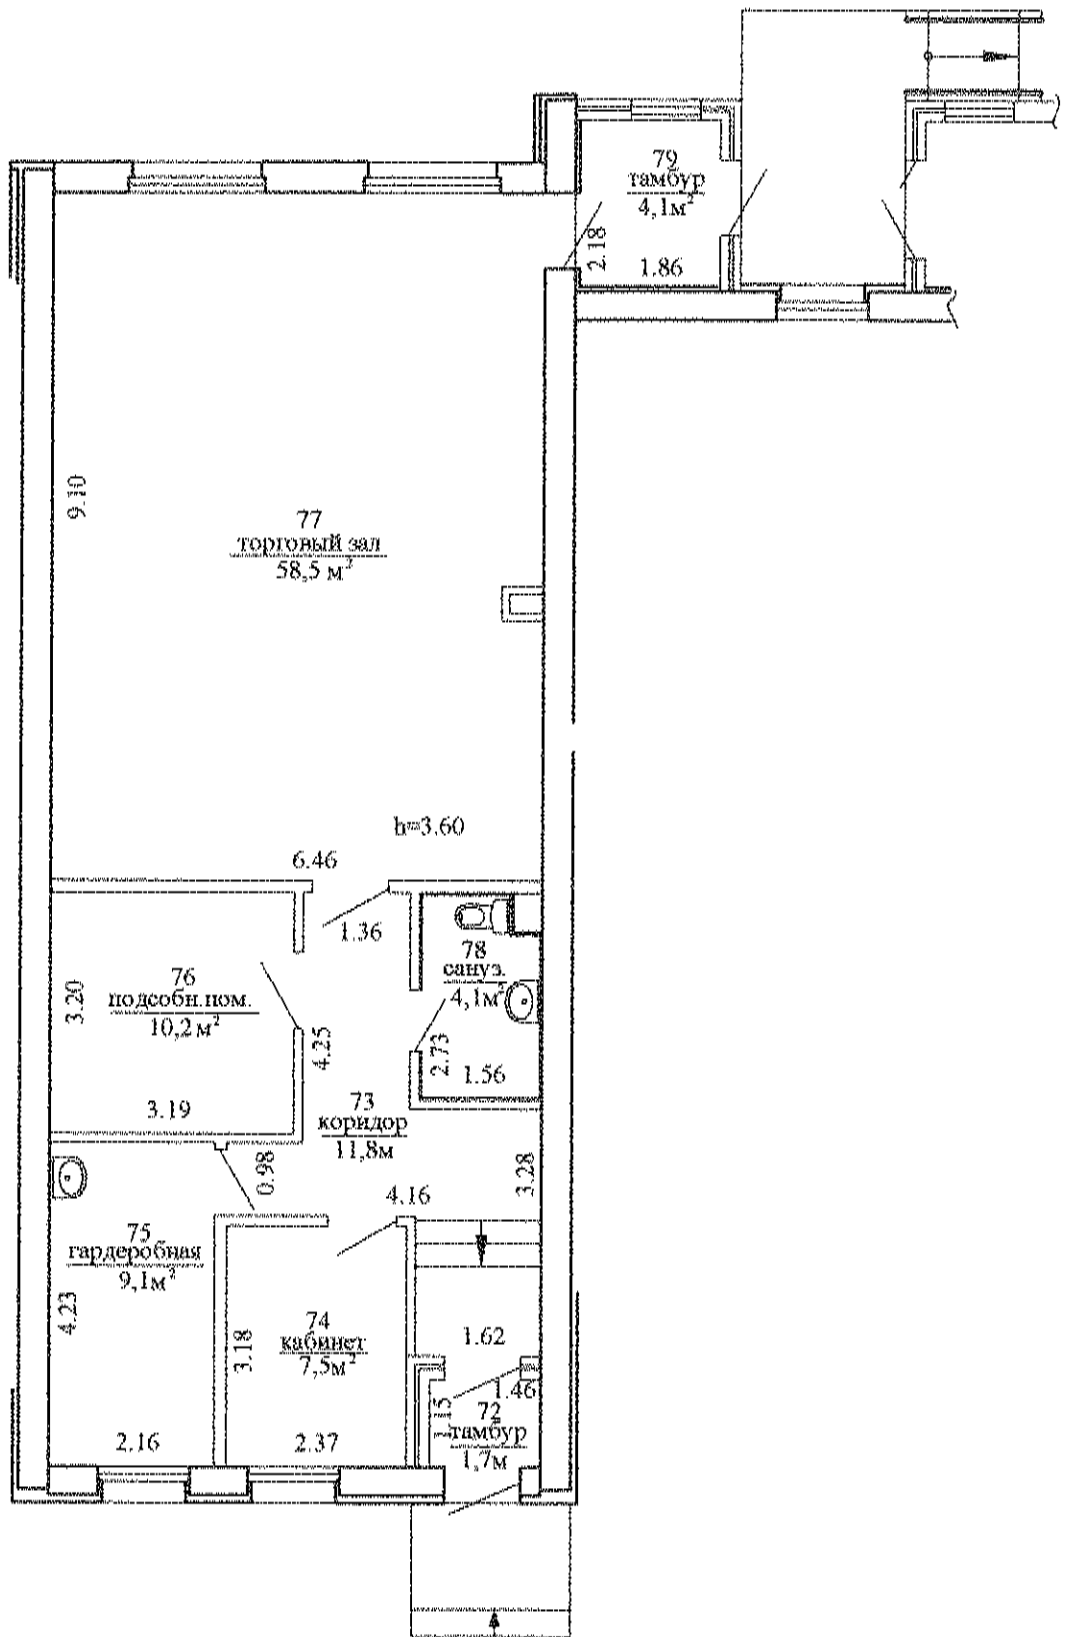 79
тамбур
4,1м²
2.18
1.86
9.10
77
торговый зал
58,5 м²
h=3.60
6.46
1.36
78
сануз.
4,1м²
76
подсобн.пом.
10,2 м²
3.20
4.25
2.73
1.56
3.19
73
коридор
11,8м
0.98
3.28
4.16
75
гардеробная
9,1м²
4.23
74
кабинет
7,5м²
3.18
1.62
1.46
1.15
72
тамбур
1,7м
2.16
2.37